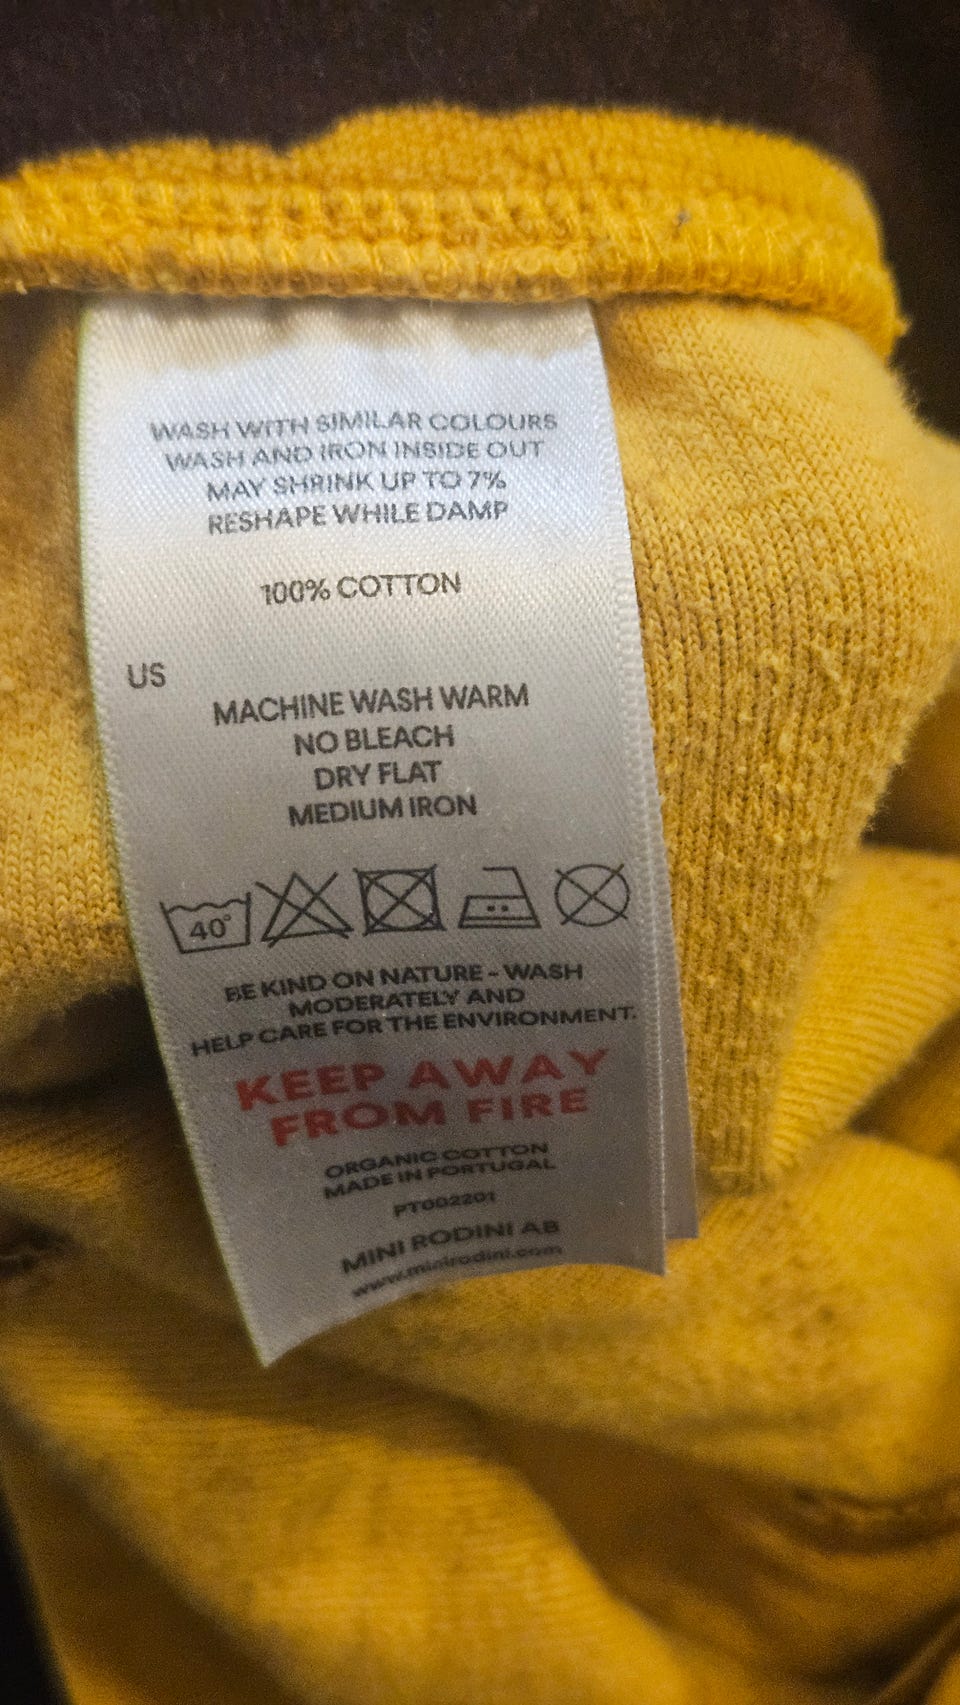 WASH WITH SIMILAR COLOURS
WASH AND IRON INSIDE OUT
MAY SHRINK UP TO 7%
RESHAPE WHILE DAMP
100% COTTON
US
MACHINE WASH WARM
NO BLEACH
DRY FLAT
MEDIUM IRON
40°
BE KIND ON NATURE - WASH
MODERATELY AND
HELP CARE FOR THE ENVIRONMENT.
KEEP AWAY
FROM FIRE
ORGANIC COTTON
MADE IN PORTUGAL
PT002201
MINI RODINI AB
www.minirodini.com